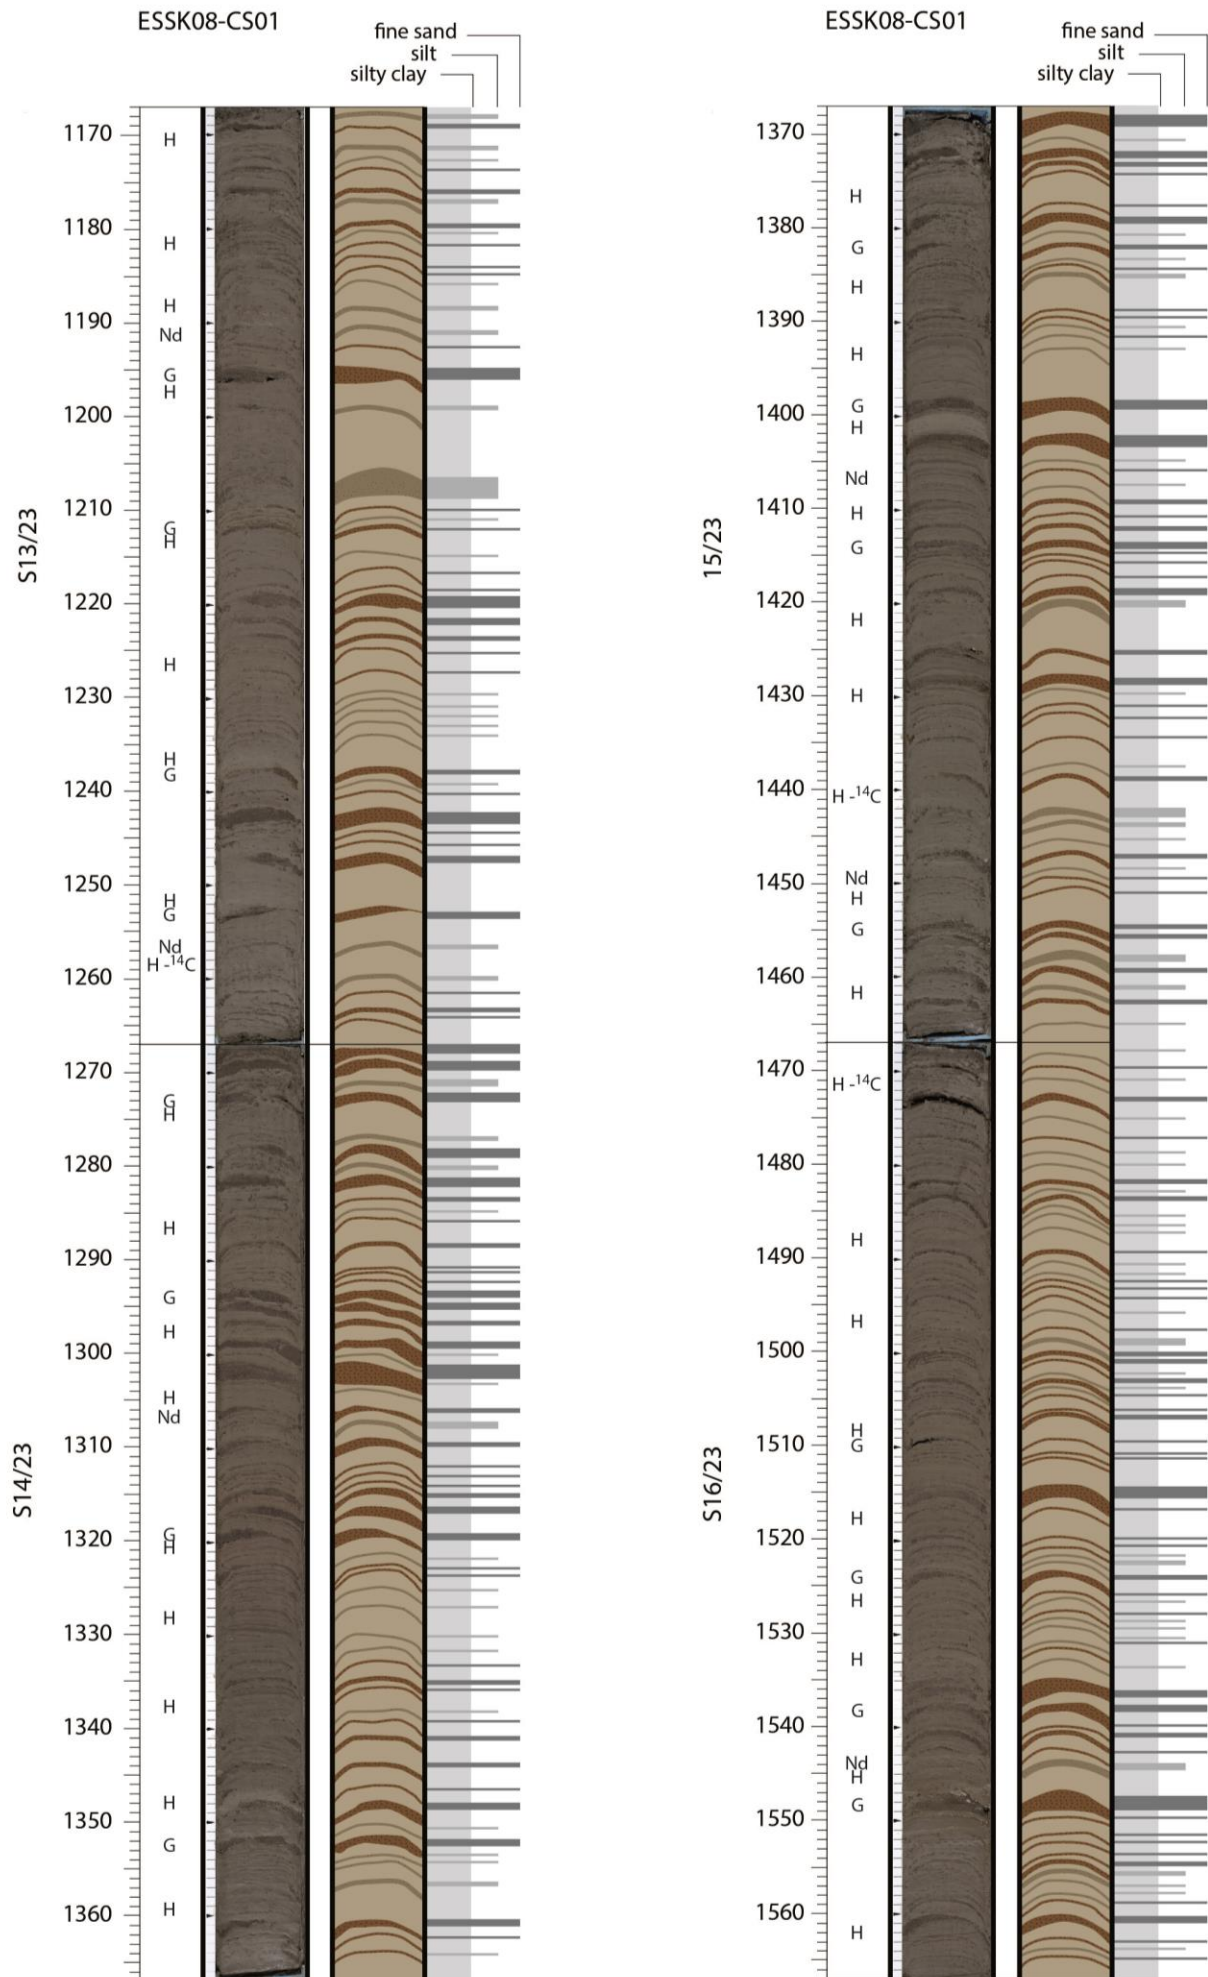 ESSK08-CS01
fine sand
silt
silty clay
S13/23
1170
H
1180
H
H
1190
Nd
G
H
1200
1210
G
H
1220
H
1230
H
G
1240
1250
H
G
Nd
H -14C
1260
S14/23
1270
G
H
1280
H
1290
G
H
1300
H
Nd
1310
G
1320
H
H
1330
H
1340
H
1350
G
H
1360
ESSK08-CS01
fine sand
silt
silty clay
15/23
1370
H
1380
G
H
1390
H
G
1400
H
Nd
1410
H
G
1420
H
1430
H
1440
H -14C
Nd
1450
H
G
1460
H
S16/23
1470
H -14C
1480
H
1490
H
1500
H
1510
G
H
1520
G
H
1530
H
G
1540
Nd
H
G
1550
1560
H